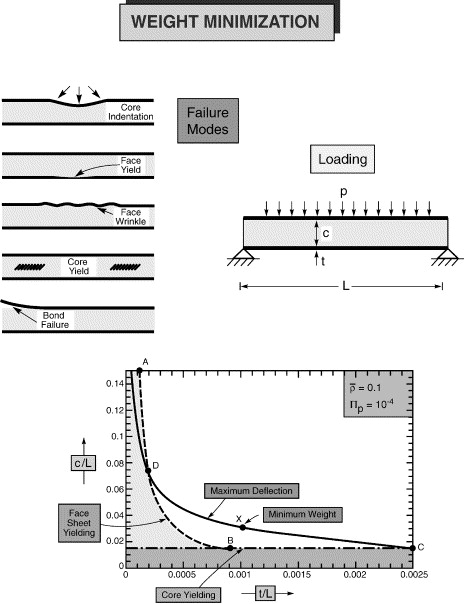 WEIGHT MINIMIZATION
Core
Indentation
Face
Yield
Face
Wrinkle
Core
Yield
Bond
Failure
Failure
Modes
Loading
p
c
t
L
A
0.14
0.12
0.1
0.08
0.06
0.04
0.02
0
c/L
ρ̄ = 0.1
Πp = 10-4
D
Maximum Deflection
Face
Sheet
Yielding
X
Minimum Weight
B
C
0
0.0005
0.001
0.0015
0.002
0.0025
Core Yielding
t/L